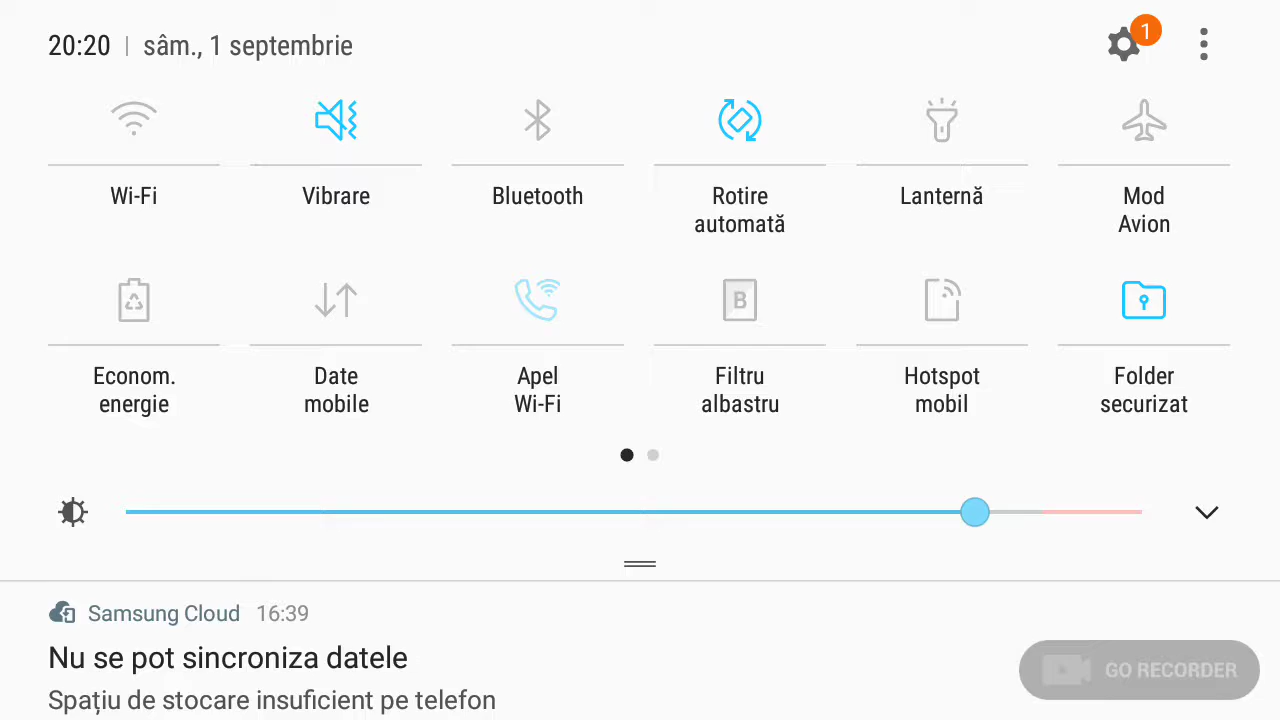 20:20 | sâm., 1 septembrie
1
Wi-Fi
Vibrare
Bluetooth
Rotire
automată
Lanternă
Mod
Avion
Econom.
energie
Date
mobile
Apel
Wi-Fi
B
Filtru
albastru
Hotspot
mobil
Folder
securizat
Samsung Cloud 16:39
Nu se pot sincroniza datele
Spațiu de stocare insuficient pe telefon
GO RECORDER